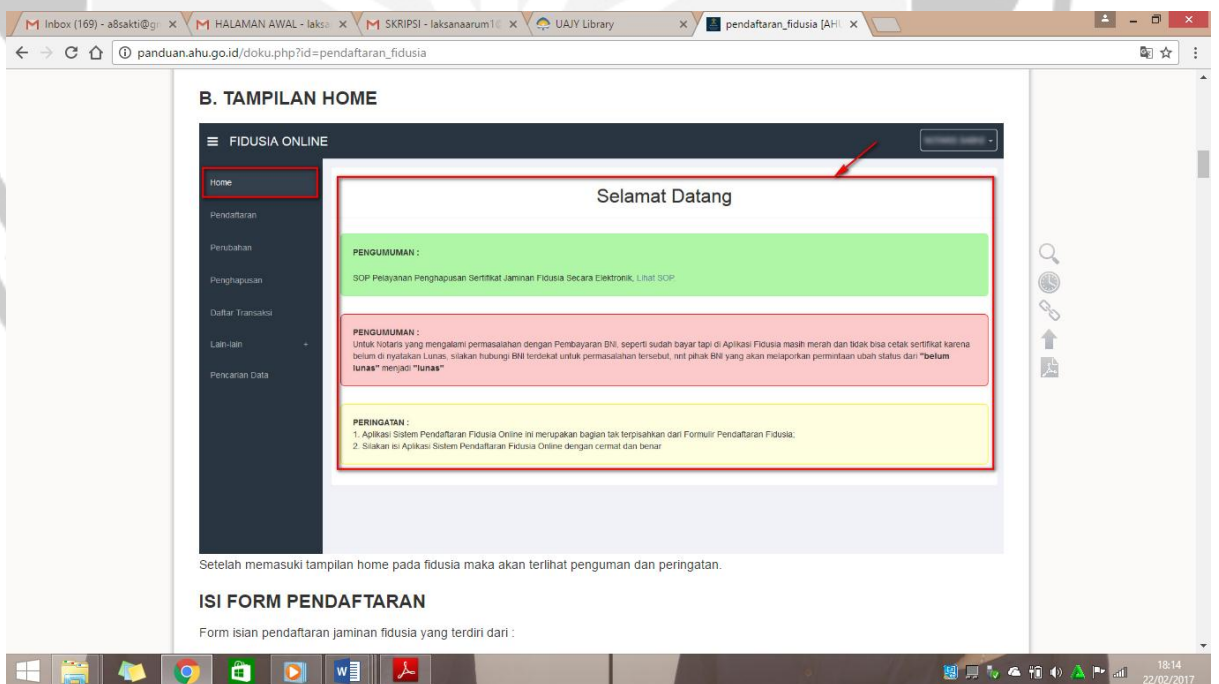 Inbox (169) - a8sakti@g
HALAMAN AWAL - laksa
SKRIPSI - laksanaarum1
UAJY Library
pendaftaran_fidusia [AH
panduan.ahu.go.id/doku.php?id=pendaftaran_fidusia
B. TAMPILAN HOME
FIDUSIA ONLINE
Home
Pendaftaran
Perubahan
Penghapusan
Daftar Transaksi
Lain-lain
Pencarian Data
Selamat Datang
PENGUMUMAN :
SOP Pelayanan Penghapusan Sertifikat Jaminan Fidusia Secara Elektronik, Lihat SOP
PENGUMUMAN :
Untuk Notaris yang mengalami permasalahan dengan Pembayaran BNI, seperti sudah bayar tapi di Aplikasi Fidusia masih merah dan tidak bisa cetak sertifikat karena
belum di nyatakan Lunas, silakan hubungi BNI terdekat untuk permasalahan tersebut, nnt pihak BNI yang akan melaporkan permintaan ubah status dari "belum
lunas" menjadi "lunas"
PERINGATAN :
1. Aplikasi Sistem Pendaftaran Fidusia Online ini merupakan bagian tak terpisahkan dari Formulir Pendaftaran Fidusia;
2. Silakan isi Aplikasi Sistem Pendaftaran Fidusia Online dengan cermat dan benar
Setelah memasuki tampilan home pada fidusia maka akan terlihat penguman dan peringatan.
ISI FORM PENDAFTARAN
Form isian pendaftaran jaminan fidusia yang terdiri dari :
18:14
22/02/2017